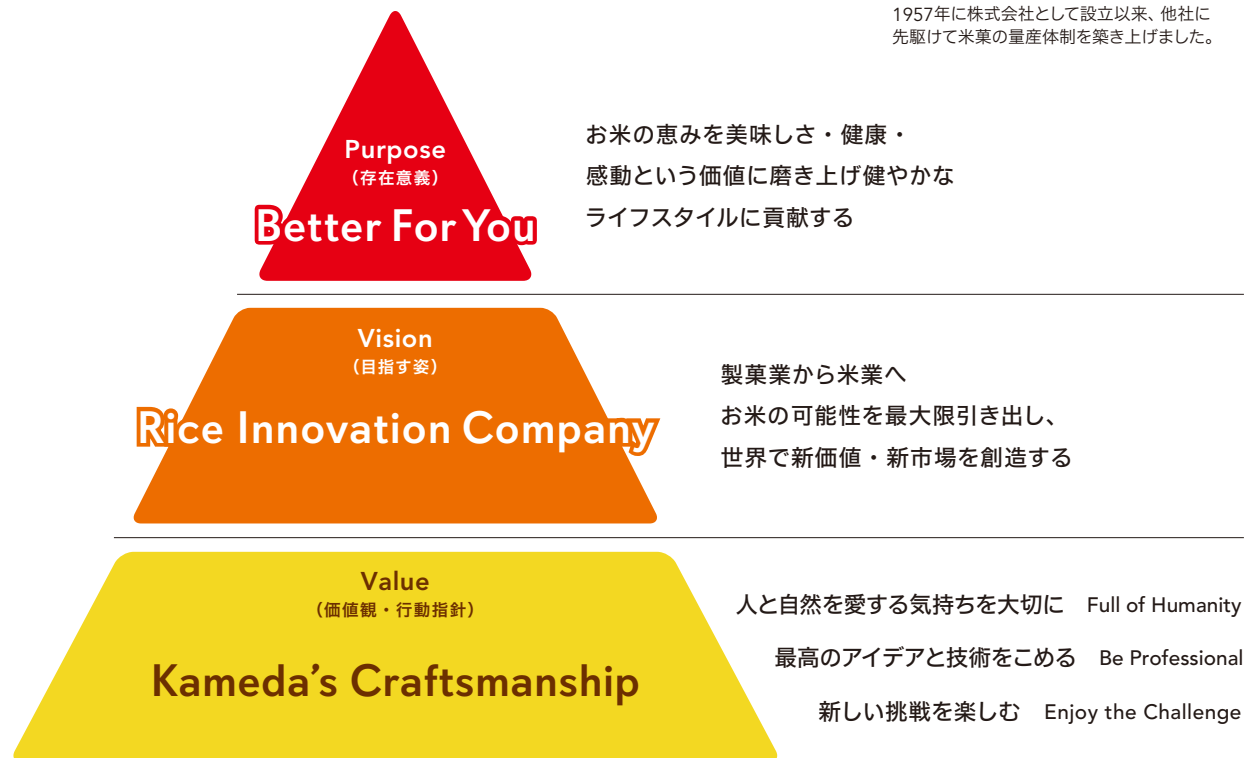 1957年に株式会社として設立以来、他社に
先駆けて米菓の量産体制を築き上げました。
Purpose
（存在意義）
Better For You
お米の恵みを美味しさ・健康・
感動という価値に磨き上げ健やかな
ライフスタイルに貢献する
Vision
（目指す姿）
Rice Innovation Company
製菓業から米業へ
お米の可能性を最大限引き出し、
世界で新価値・新市場を創造する
Value
（価値観・行動指針）
Kameda's Craftsmanship
人と自然を愛する気持ちを大切に Full of Humanity
最高のアイデアと技術をこめる Be Professional
新しい挑戦を楽しむ Enjoy the Challenge